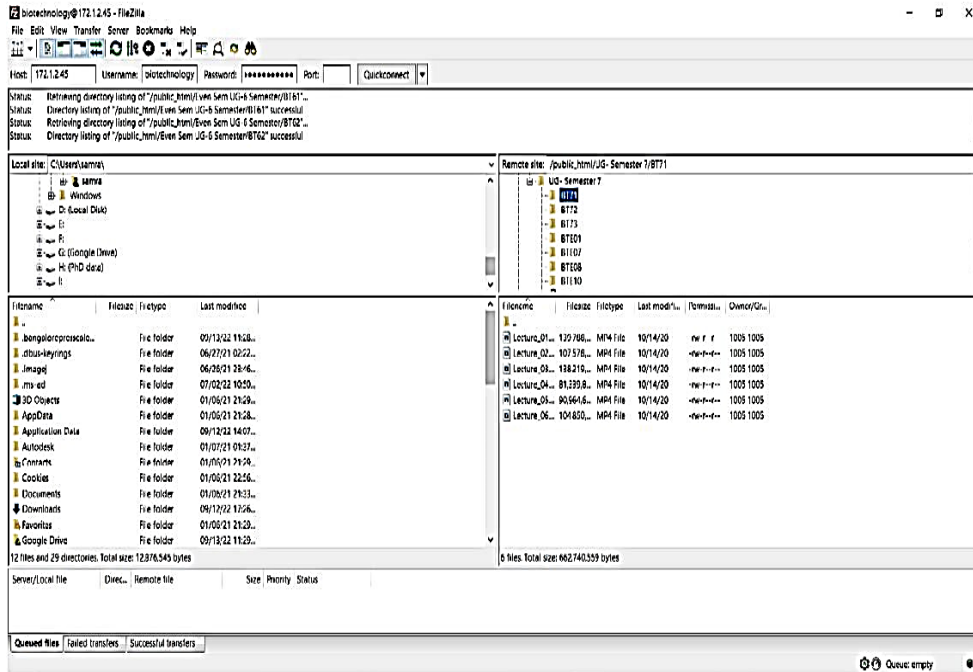 biotechnology@172.1.2.45 - FileZilla
File Edit View Transfer Server Bookmarks Help
Host: 172.1.2.45 Username: biotechnology Password: ●●●●●●●●●●● Port: Quickconnect
Status: Retrieving directory listing of "/public_html/Even Sem UG-6 Semester/BT61"...
Status: Directory listing of "/public_html/Even Sem UG-6 Semester/BT61" successful
Status: Retrieving directory listing of "/public_html/Even Sem UG-6 Semester/BT62"...
Status: Directory listing of "/public_html/Even Sem UG-6 Semester/BT62" successful
Local site: C:\Users\samra\
samra
Windows
D: (Local Disk)
E:
F:
G: (Google Drive)
H: (PhD data)
I:
Remote site: /public_html/UG- Semester 7/BT71
UG- Semester 7
BT71
BT72
BT73
BTE01
BTE07
BTE08
BTE10
Filename Filesize Filetype Last modified
..
File folder 09/13/22 11:28...
.dbus-keyrings File folder 06/27/21 02:22...
.imagej File folder 06/26/21 23:46...
.ms-ad File folder 07/02/22 10:50...
3D Objects File folder 01/06/21 21:29...
AppData File folder 01/06/21 21:28...
Application Data File folder 09/12/22 14:07...
Autodesk File folder 01/07/21 01:37...
Contacts File folder 01/06/21 21:29...
Cookies File folder 01/06/21 22:56...
Documents File folder 01/06/21 21:33...
Downloads File folder 09/12/22 17:26...
Favorites File folder 01/06/21 21:29...
Google Drive File folder 09/13/22 11:29...
12 files and 29 directories. Total size: 12,876,545 bytes
Filename Filesize Filetype Last modifi... Permissi... Owner/Gr...
..
Lecture_01... MP4 File 10/14/20 -rw-r--r-- 1005 1005
Lecture_02... 107,576,... MP4 File 10/14/20 -rw-r--r-- 1005 1005
Lecture_03... 138,219,... MP4 File 10/14/20 -rw-r--r-- 1005 1005
Lecture_04... 81,339,8... MP4 File 10/14/20 -rw-r--r-- 1005 1005
Lecture_05... 90,964,6... MP4 File 10/14/20 -rw-r--r-- 1005 1005
Lecture_06... 104,850,... MP4 File 10/14/20 -rw-r--r-- 1005 1005
6 files. Total size: 662,740,559 bytes
Server/Local file Direc... Remote file Size Priority Status
Queued files Failed transfers Successful transfers
Queue: empty